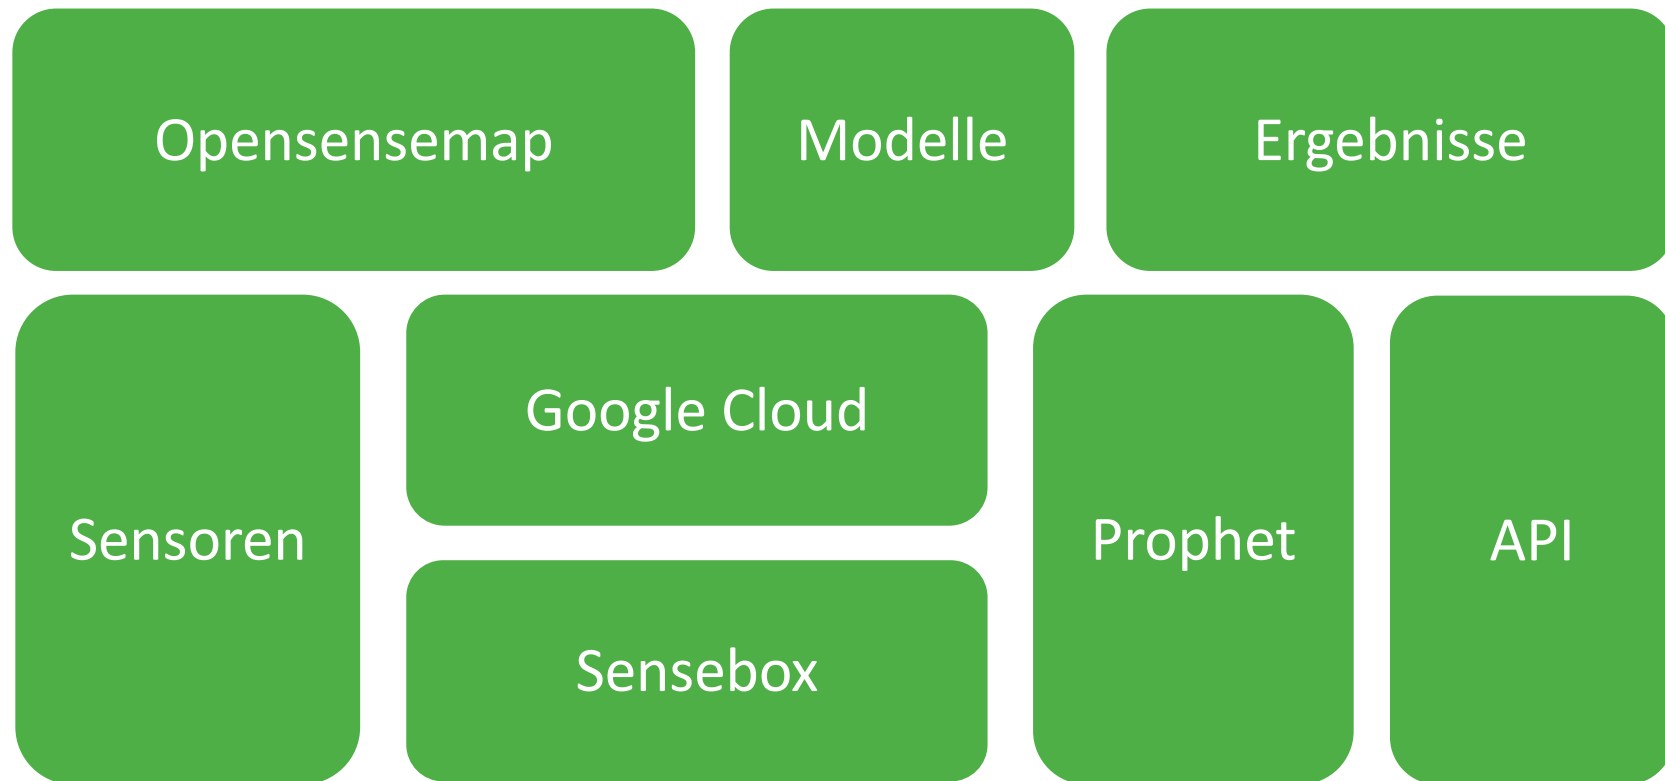 Opensensemap
Modelle
Ergebnisse
Sensoren
Google Cloud
Sensebox
Prophet
API